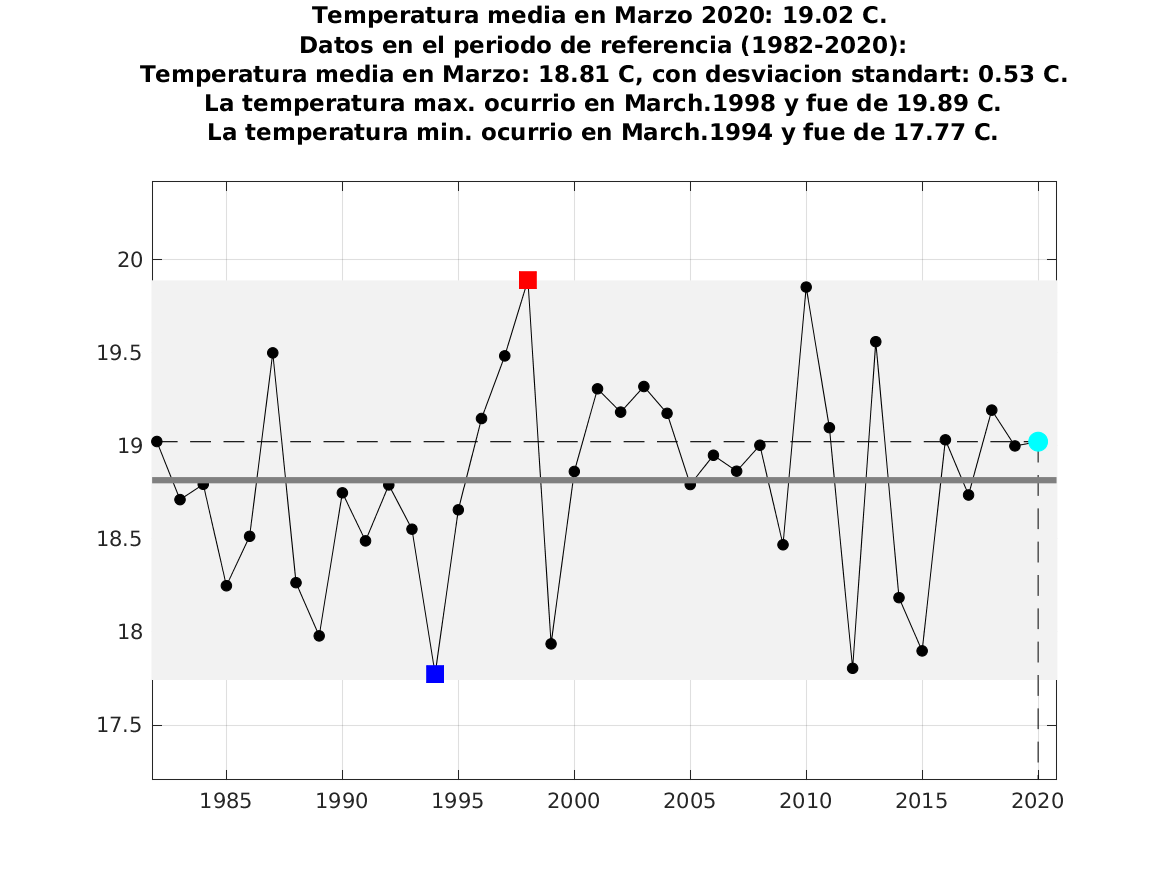 Temperatura media en Marzo 2020: 19.02 C.
Datos en el periodo de referencia (1982-2020):
Temperatura media en Marzo: 18.81 C, con desviacion standart: 0.53 C.
La temperatura max. ocurrio en March.1998 y fue de 19.89 C.
La temperatura min. ocurrio en March.1994 y fue de 17.77 C.
20
19.5
19
18.5
18
17.5
1985 1990 1995 2000 2005 2010 2015 2020